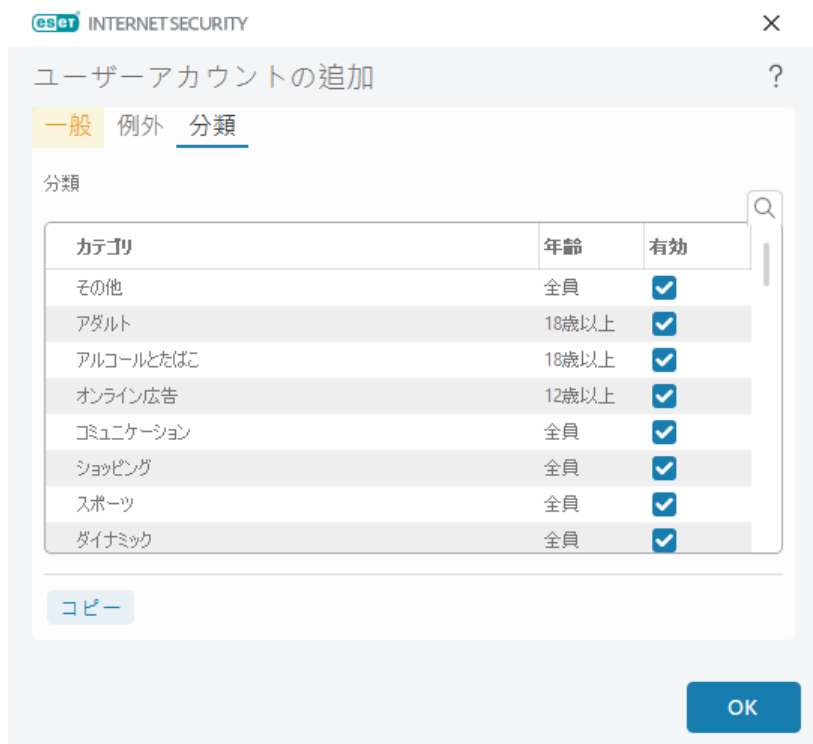 eseT INTERNET SECURITY
ユーザーアカウントの追加 ?
一般 例外 分類
分類
カテゴリ 年齢 有効
その他 全員
アダルト 18歳以上
アルコールとたばこ 18歳以上
オンライン広告 12歳以上
コミュニケーション 全員
ショッピング 全員
スポーツ 全員
ダイナミック 全員
コピー
OK